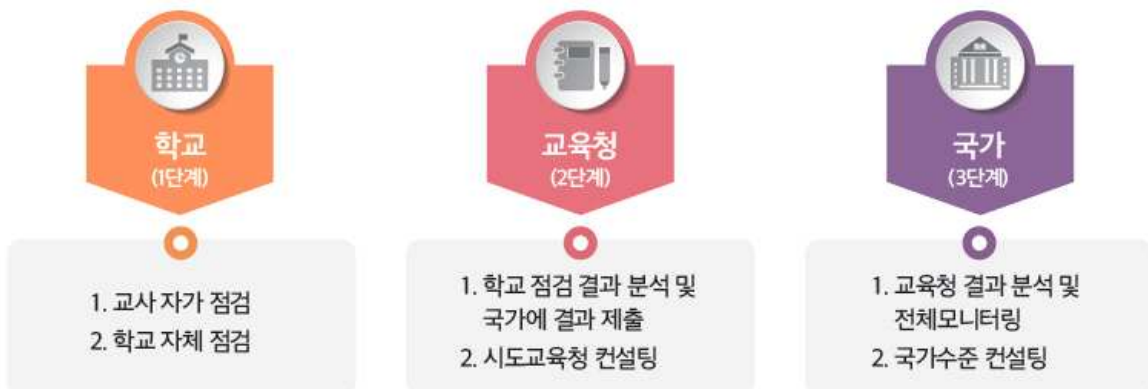 학교
(1단계)
1. 교사 자가 점검
2. 학교 자체 점검
교육청
(2단계)
1. 학교 점검 결과 분석 및
국가에 결과 제출
2. 시도교육청 컨설팅
국가
(3단계)
1. 교육청 결과 분석 및
전체모니터링
2. 국가수준 컨설팅